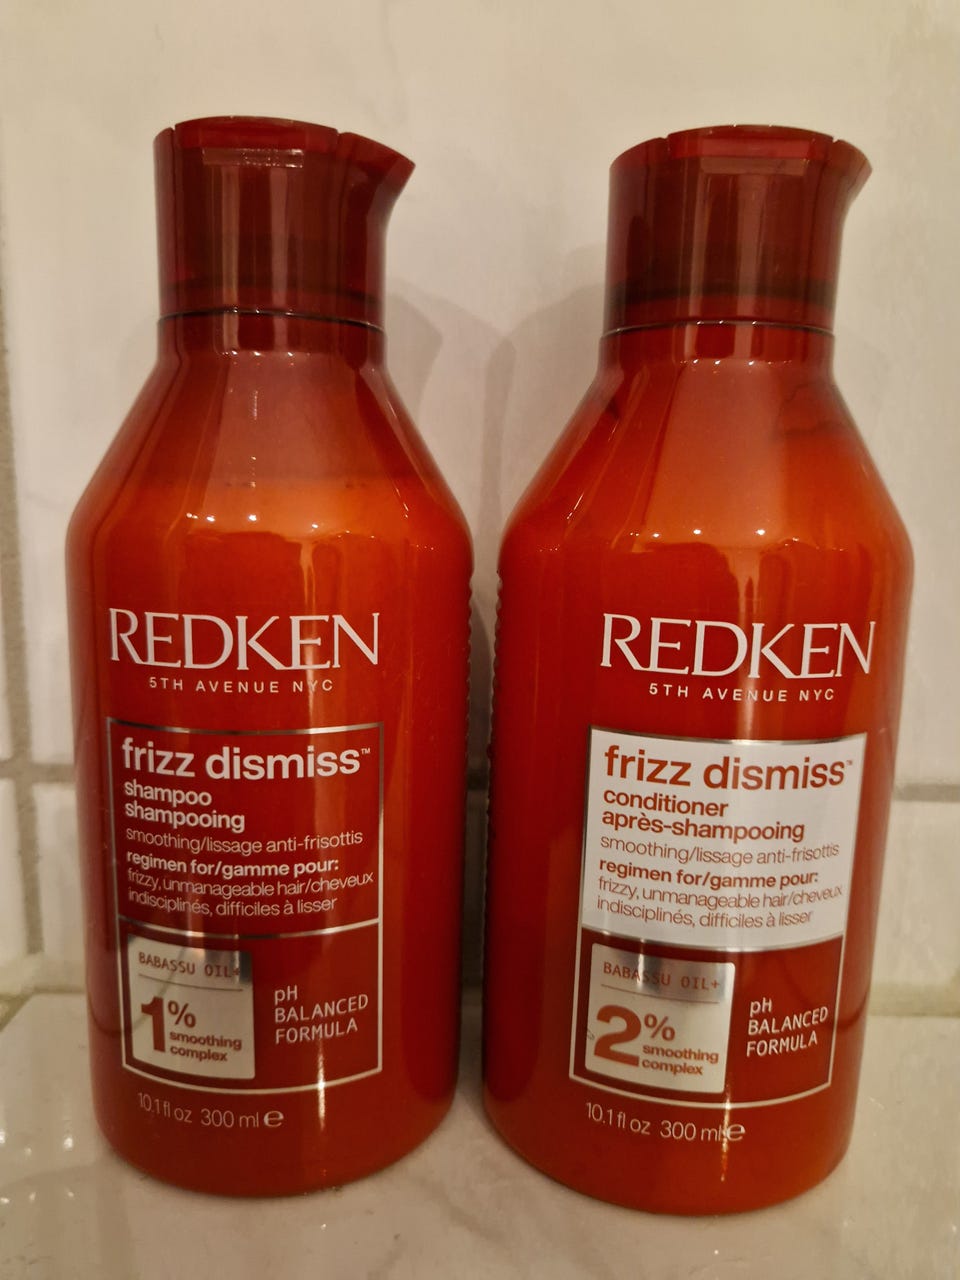 REDKEN
5TH AVENUE NYC
frizz dismiss™
shampoo
shampooing
smoothing/lissage anti-frisottis
regimen for/gamme pour:
frizzy, unmanageable hair/cheveux
indisciplinés, difficiles à lisser
BABASSU OIL+
1%
smoothing
complex
pH
BALANCED
FORMULA
10.1 fl oz 300 ml e
REDKEN
5TH AVENUE NYC
frizz dismiss™
conditioner
après-shampooing
smoothing/lissage anti-frisottis
regimen for/gamme pour:
frizzy, unmanageable hair/cheveux
indisciplinés, difficiles à lisser
BABASSU OIL+
2%
smoothing
complex
pH
BALANCED
FORMULA
10.1 fl oz 300 ml e